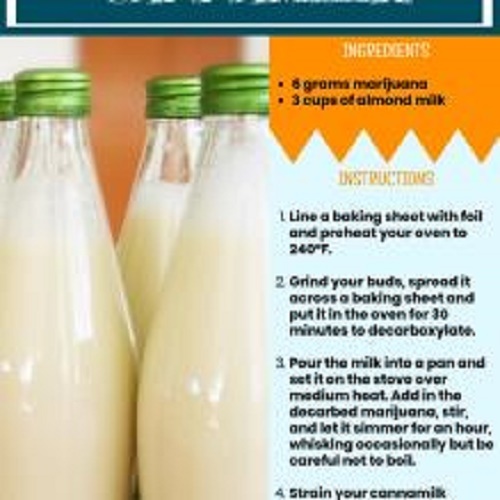 INGREDIENTS
• 6 grams marijuana
• 3 cups of almond milk
INSTRUCTIONS
1. Line a baking sheet with foil
and preheat your oven to
240°F.
2. Grind your buds, spread it
across a baking sheet and
put it in the oven for 30
minutes to decarboxylate.
3. Pour the milk into a pan and
set it on the stove over
medium heat. Add in the
decarbed marijuana, stir,
and let it simmer for an hour,
whisking occasionally but be
careful not to boil.
4. Strain your cannamilk